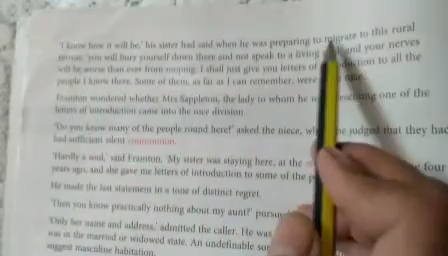 'I know how it will be,' his sister had said when he was preparing to migrate to this rural
retreat; 'you will bury yourself down there and not speak to a living and your nerves
will be worse than ever from moping. I shall just give you letters of to all the
people I know there. Some of them, as far as I can remember, were
Framton wondered whether Mrs Sappleton, the lady to whom he one of the
letters of introduction came into the nice division.
'Do you know many of the people round here?' asked the niece, judged that they had
had sufficient silent communion.
'Hardly a soul,' said Framton. 'My sister was staying here, at the four
years ago, and she gave me letters of introduction to some of the
He made the last statement in a tone of distinct regret.
'Then you know practically nothing about my aunt?'
'Only her name and address,' admitted the caller. He was
was in the married or widowed state. An undefinable
suggest masculine habitation.